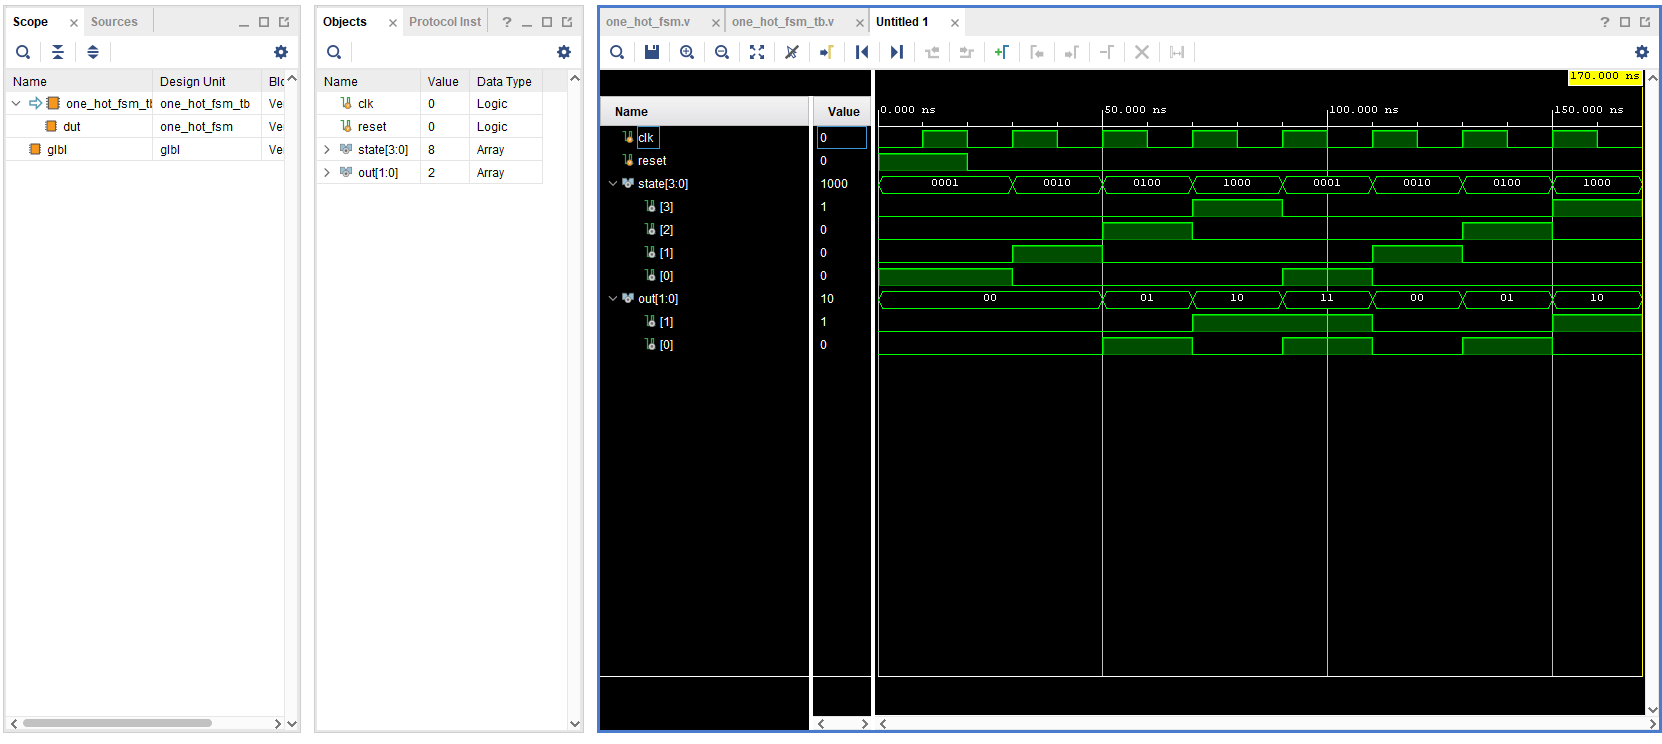 Scope
Sources
Name
Design Unit
Blc
one_hot_fsm_tb
one_hot_fsm_tb
Ve
dut
one_hot_fsm
Ve
glbl
glbl
Ve
Objects
Protocol Inst
?
Name
Value
Data Type
clk
0
Logic
reset
0
Logic
state[3:0]
8
Array
out[1:0]
2
Array
one_hot_fsm.v
one_hot_fsm_tb.v
Untitled 1
?
170.000 ns
Name
Value
0.000 ns
50.000 ns
100.000 ns
150.000 ns
clk
0
reset
0
state[3:0]
1000
0001
0010
0100
1000
0001
0010
0100
1000
[3]
1
[2]
0
[1]
0
[0]
0
out[1:0]
10
00
01
10
11
00
01
10
[1]
1
[0]
0